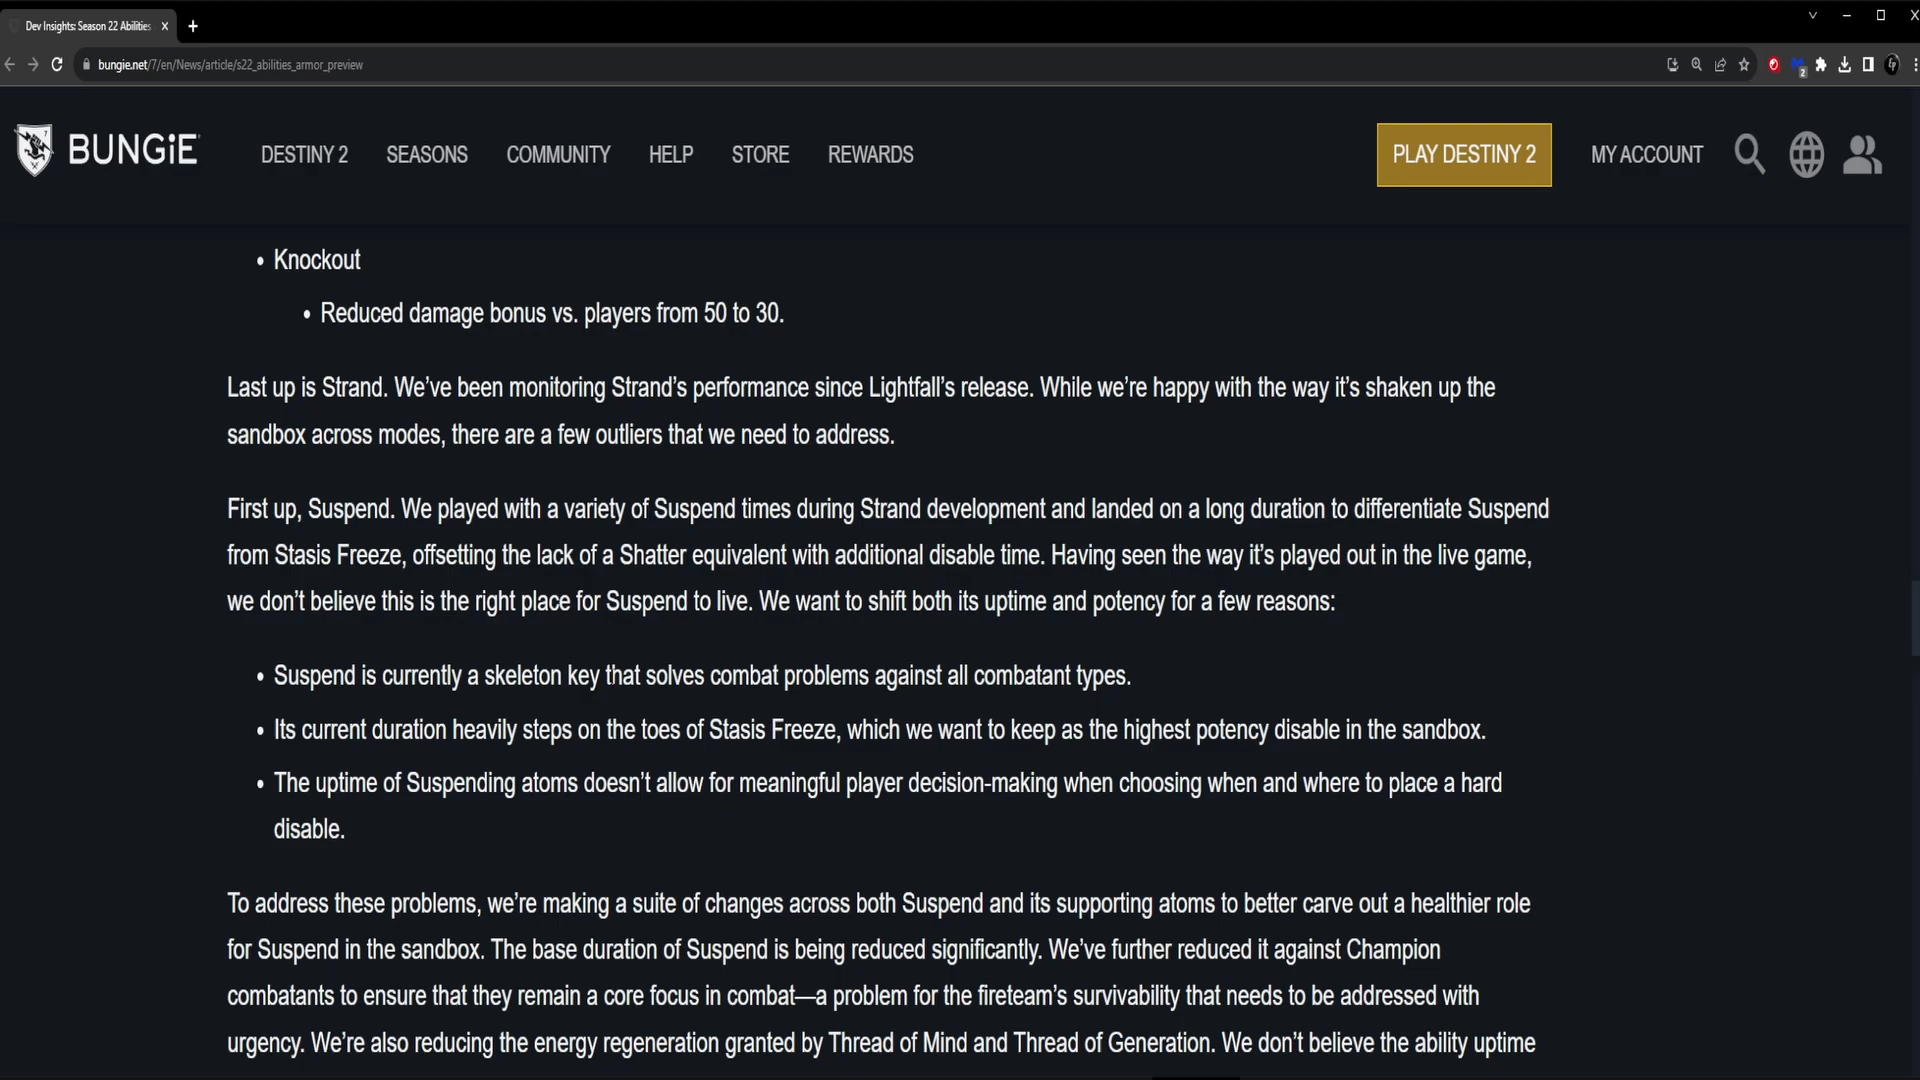 Dev Insights: Season 22 Abilities
bungie.net/7/en/News/article/s22_abilities_armor_preview
2
BUNGiE
DESTINY 2
SEASONS
COMMUNITY
HELP
STORE
REWARDS
PLAY DESTINY 2
MY ACCOUNT
• Knockout
• Reduced damage bonus vs. players from 50 to 30.
Last up is Strand. We’ve been monitoring Strand’s performance since Lightfall’s release. While we’re happy with the way it’s shaken up the
sandbox across modes, there are a few outliers that we need to address.
First up, Suspend. We played with a variety of Suspend times during Strand development and landed on a long duration to differentiate Suspend
from Stasis Freeze, offsetting the lack of a Shatter equivalent with additional disable time. Having seen the way it’s played out in the live game,
we don’t believe this is the right place for Suspend to live. We want to shift both its uptime and potency for a few reasons:
• Suspend is currently a skeleton key that solves combat problems against all combatant types.
• Its current duration heavily steps on the toes of Stasis Freeze, which we want to keep as the highest potency disable in the sandbox.
• The uptime of Suspending atoms doesn’t allow for meaningful player decision-making when choosing when and where to place a hard
disable.
To address these problems, we’re making a suite of changes across both Suspend and its supporting atoms to better carve out a healthier role
for Suspend in the sandbox. The base duration of Suspend is being reduced significantly. We’ve further reduced it against Champion
combatants to ensure that they remain a core focus in combat—a problem for the fireteam’s survivability that needs to be addressed with
urgency. We’re also reducing the energy regeneration granted by Thread of Mind and Thread of Generation. We don’t believe the ability uptime